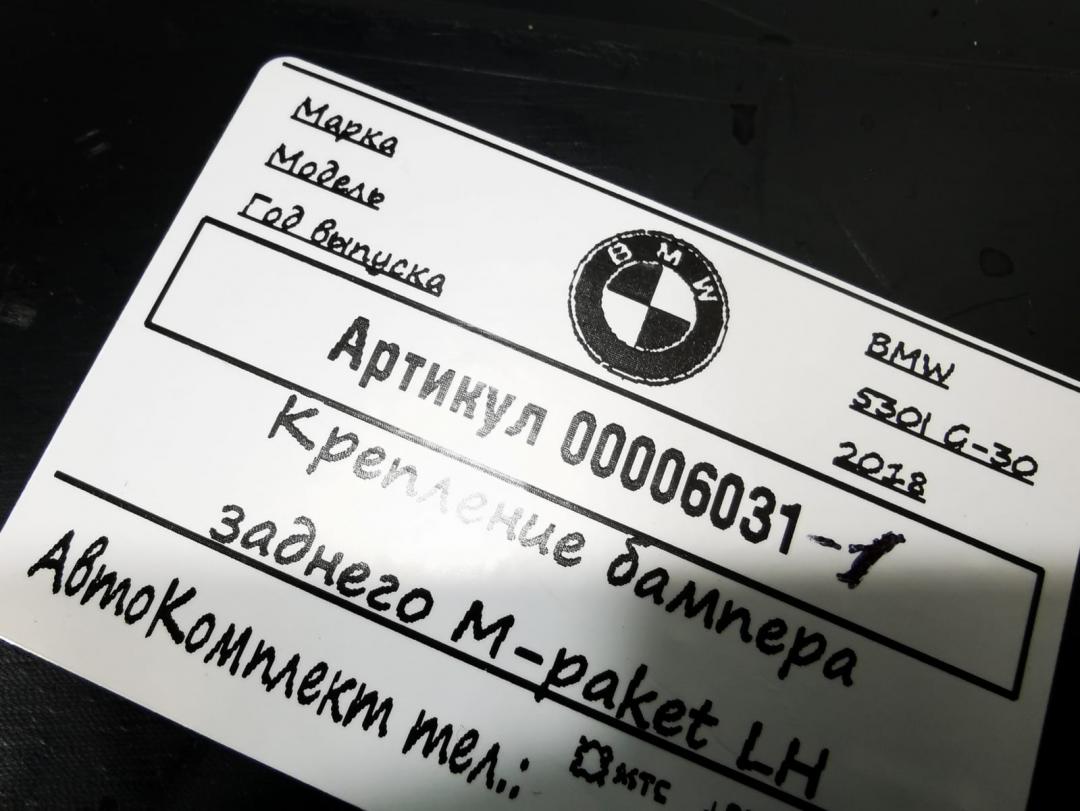 Марка
BMW
Модель
530i G-30
Год выпуска
2018
BMW
Артикул 00006031-1
Крепление бампера
заднего M-paket LH
АвтоКомплект тел.:
МТС